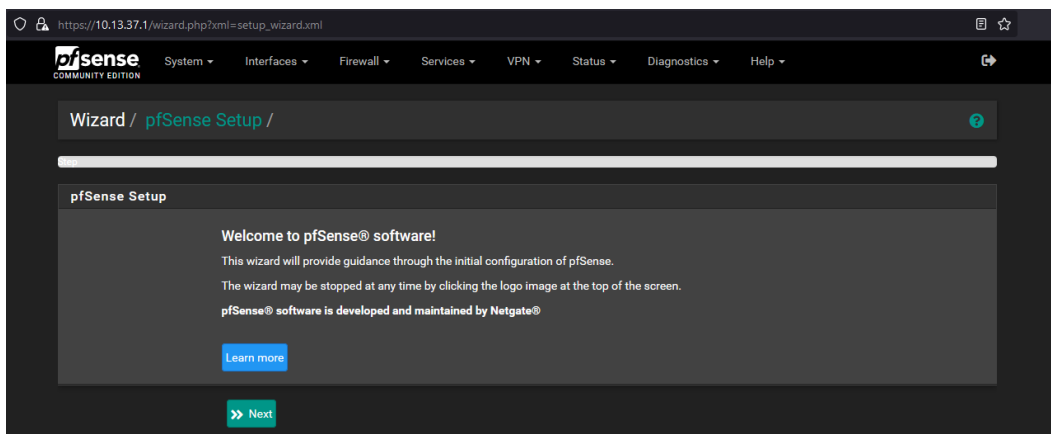 https://10.13.37.1/wizard.php?xml=setup_wizard.xml
pfsense
COMMUNITY EDITION
System Interfaces Firewall Services VPN Status Diagnostics Help
Wizard / pfSense Setup /
Step
pfSense Setup
Welcome to pfSense® software!
This wizard will provide guidance through the initial configuration of pfSense.
The wizard may be stopped at any time by clicking the logo image at the top of the screen.
pfSense® software is developed and maintained by Netgate®
Learn more
Next